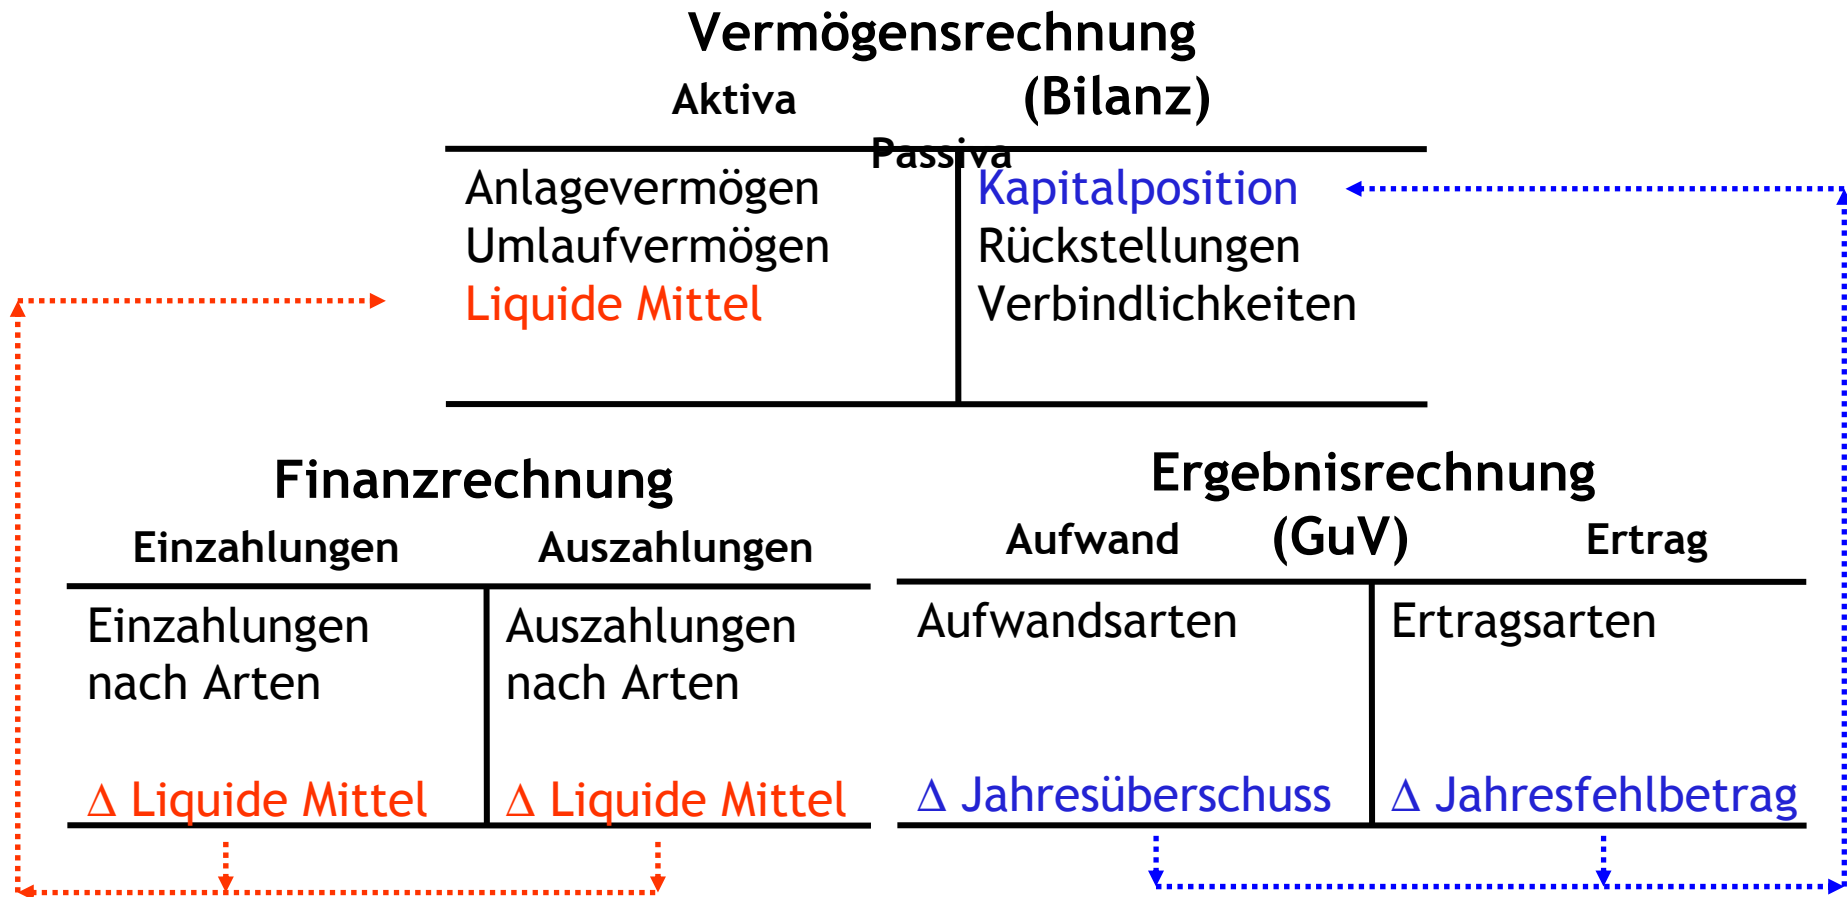 Vermögensrechnung
Aktiva (Bilanz)
Passiva
Anlagevermögen Kapitalposition
Umlaufvermögen Rückstellungen
Liquide Mittel Verbindlichkeiten
Finanzrechnung
Einzahlungen Auszahlungen
Einzahlungen Auszahlungen
nach Arten nach Arten
Δ Liquide Mittel Δ Liquide Mittel
Ergebnisrechnung
Aufwand (GuV) Ertrag
Aufwandsarten Ertragsarten
Δ Jahresüberschuss Δ Jahresfehlbetrag